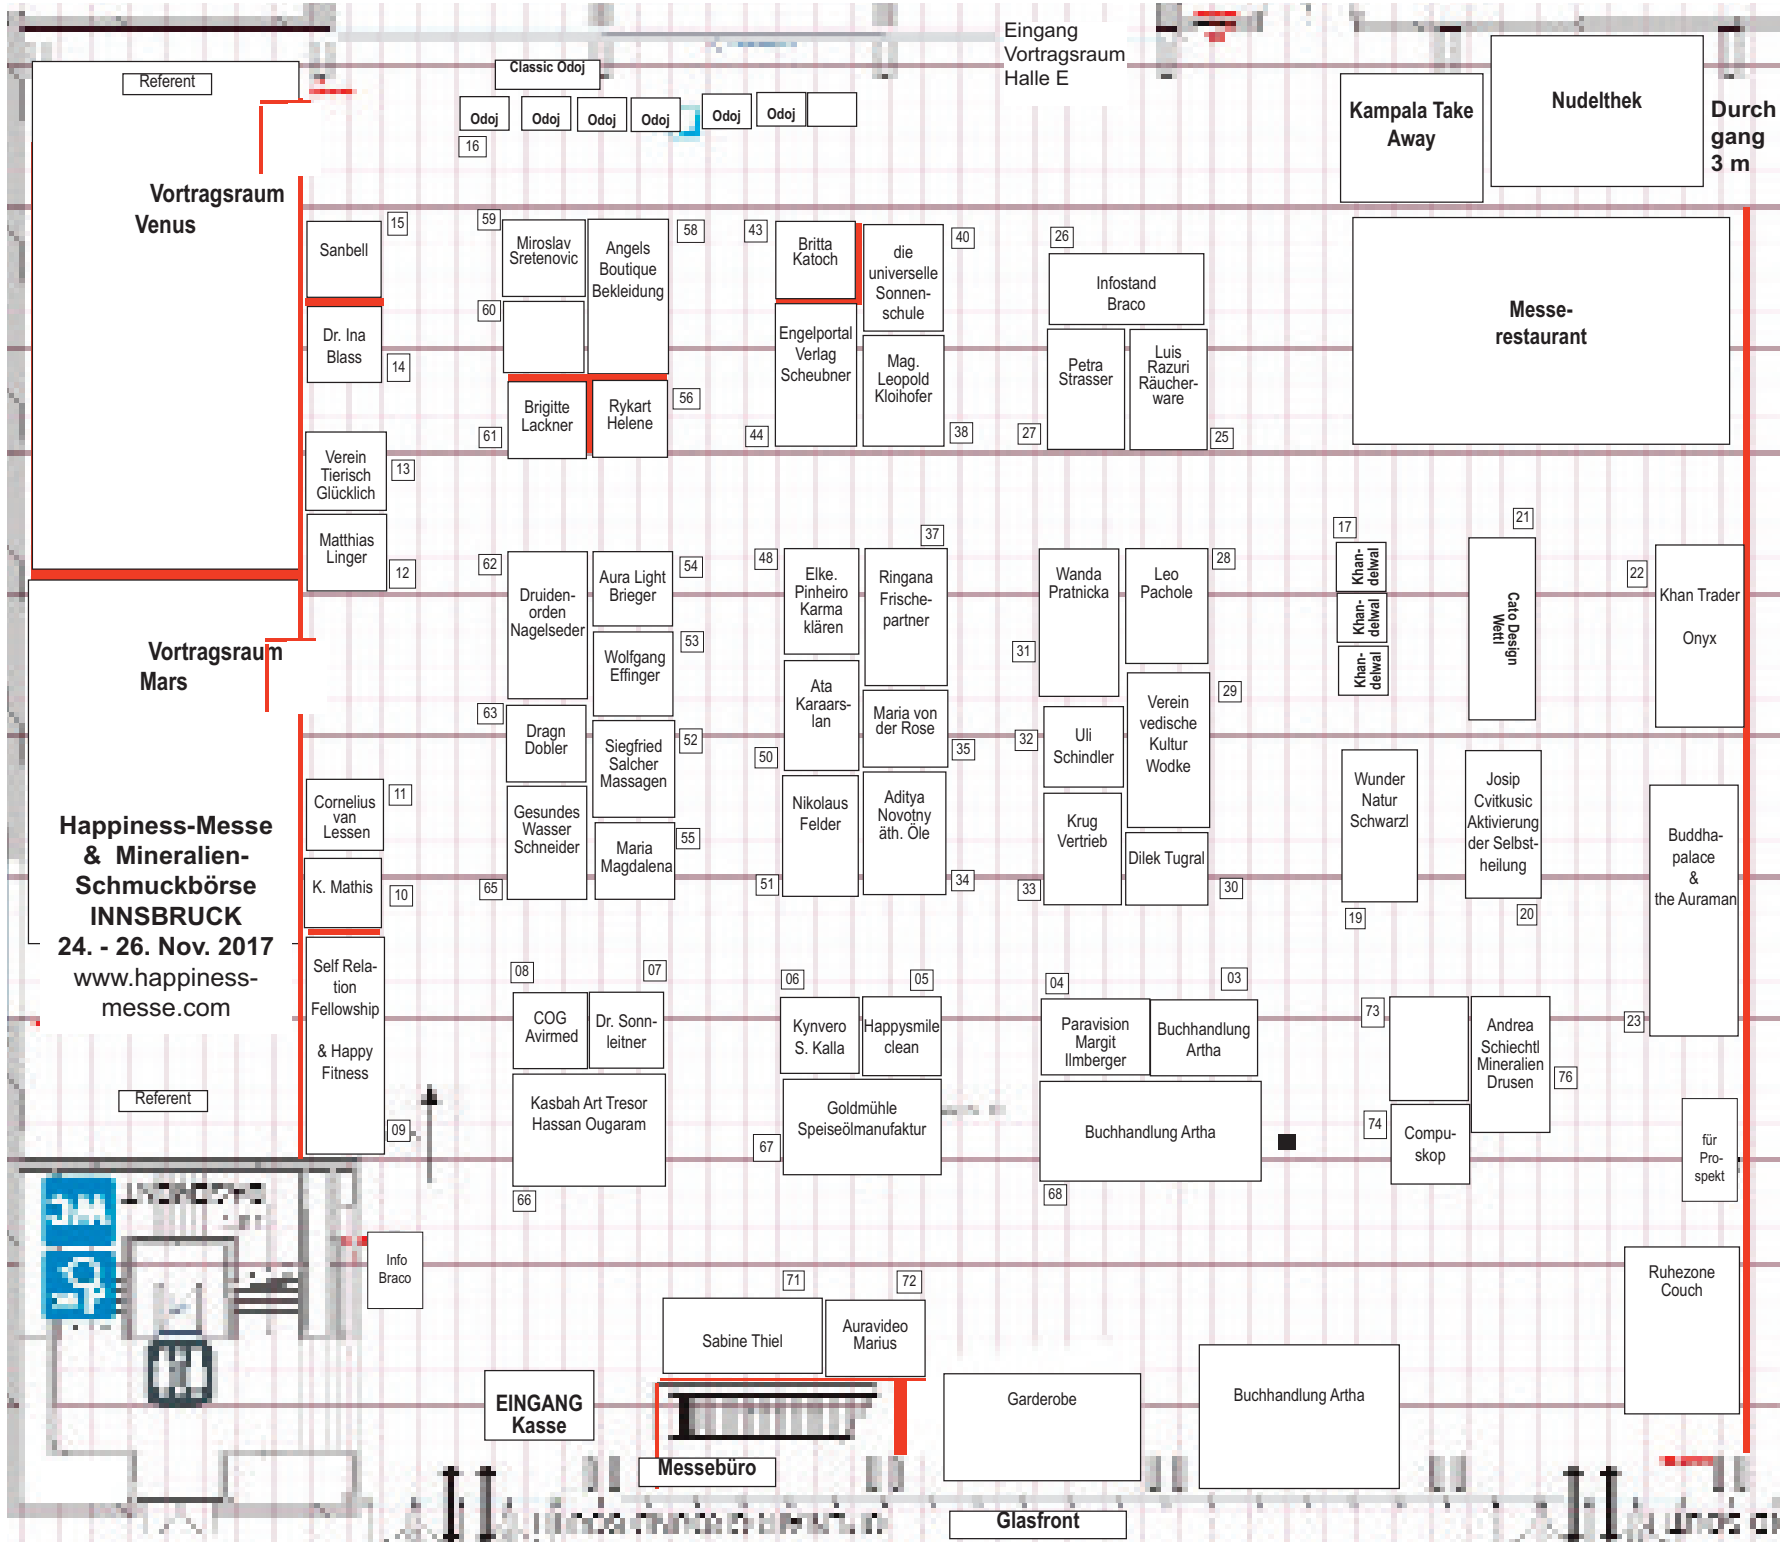 Eingang
Vortragsraum
Halle E
Referent
Classic Odoj
Odoj
Odoj
Odoj
Odoj
Odoj
Odoj
16
Kampala Take
Away
Nudelthek
Durch
gang
3 m
Vortragsraum
Venus
Sanbell
15
Dr. Ina
Blass
14
Verein
Tierisch
Glücklich
13
Matthias
Linger
12
59
Miroslav
Sretenovic
Angels
Boutique
Bekleidung
58
60
Brigitte
Lackner
61
Rykart
Helene
56
43
Britta
Katoch
die
universelle
Sonnen-
schule
40
Engelportal
Verlag
Scheubner
44
Mag.
Leopold
Kloihofer
38
26
Infostand
Braco
Petra
Strasser
27
Luis
Razuri
Räucher-
ware
25
Messe-
restaurant
Vortragsraum
Mars
62
Druiden-
orden
Nagelseder
Aura Light
Brieger
54
Wolfgang
Effinger
53
63
Dragn
Dobler
Siegfried
Salcher
Massagen
52
Gesundes
Wasser
Schneider
65
Maria
Magdalena
55
48
Elke.
Pinheiro
Karma
klären
37
Ringana
Frische-
partner
Ata
Karaars-
lan
50
Maria von
der Rose
35
Nikolaus
Felder
51
Aditya
Novotny
äth. Öle
34
Wanda
Pratnicka
31
Leo
Pachole
28
Uli
Schindler
32
Verein
vedische
Kultur
Wodke
29
Krug
Vertrieb
33
Dilek Tugral
30
17
Khan-
delwal
Khan-
delwal
Khan-
delwal
21
Cato Design
Wettl
22
Khan Trader
Onyx
Wunder
Natur
Schwarzl
19
Josip
Cvitkusic
Aktivierung
der Selbst-
heilung
20
Buddha-
palace
&
the Auraman
23
Cornelius
van
Lessen
11
K. Mathis
10
Happiness-Messe
& Mineralien-
Schmuckbörse
INNSBRUCK
24. - 26. Nov. 2017
www.happiness-
messe.com
Self Rela-
tion
Fellowship
& Happy
Fitness
09
Referent
08
COG
Avirmed
07
Dr. Sonn-
leitner
Kasbah Art Tresor
Hassan Ougaram
66
06
Kynvero
S. Kalla
05
Happysmile
clean
Goldmühle
Speiseölmanufaktur
67
04
Paravision
Margit
Ilmberger
03
Buchhandlung
Artha
Buchhandlung Artha
68
73
Andrea
Schiechtl
Mineralien
Drusen
76
74
Compu-
skop
für
Pro-
spekt
Info
Braco
71
72
Sabine Thiel
Auravideo
Marius
Ruhezone
Couch
EINGANG
Kasse
Messebüro
Garderobe
Buchhandlung Artha
Glasfront